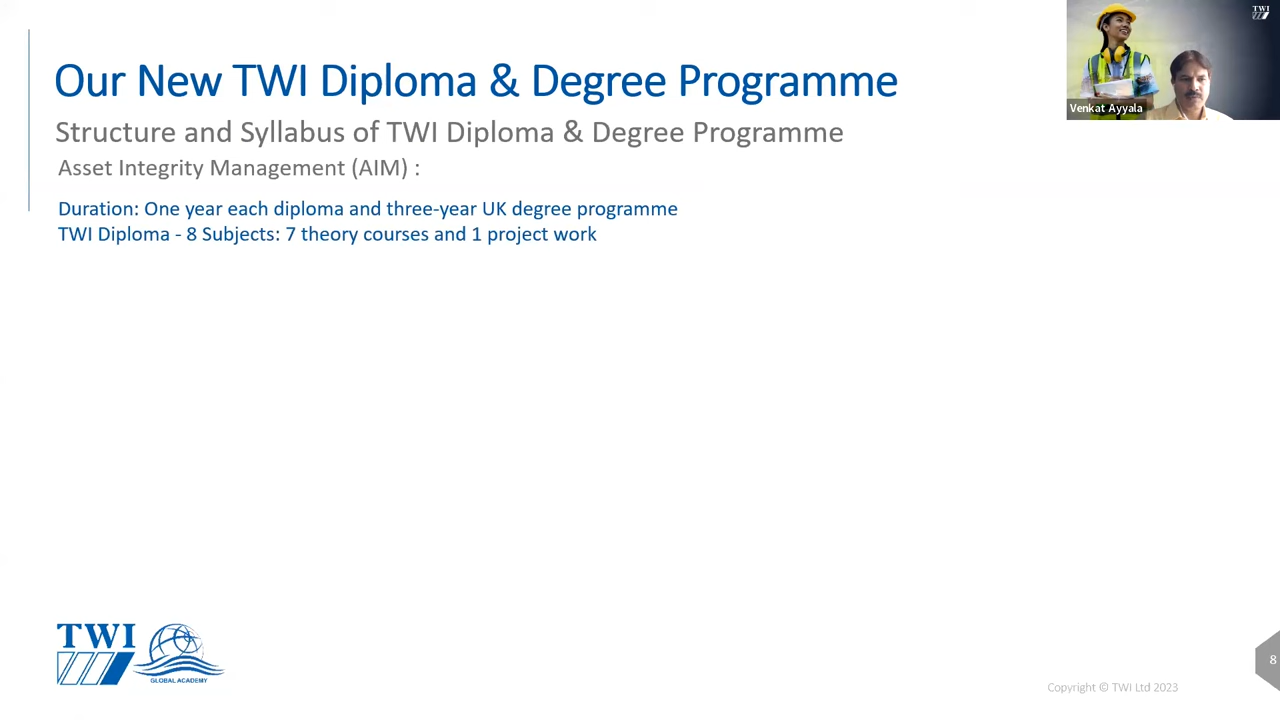 Our New TWI Diploma & Degree Programme
Structure and Syllabus of TWI Diploma & Degree Programme
Asset Integrity Management (AIM) :
Duration: One year each diploma and three-year UK degree programme
TWI Diploma - 8 Subjects: 7 theory courses and 1 project work
TWI
Venkat Ayyala
TWI
GLOBAL ACADEMY
8
Copyright © TWI Ltd 2023